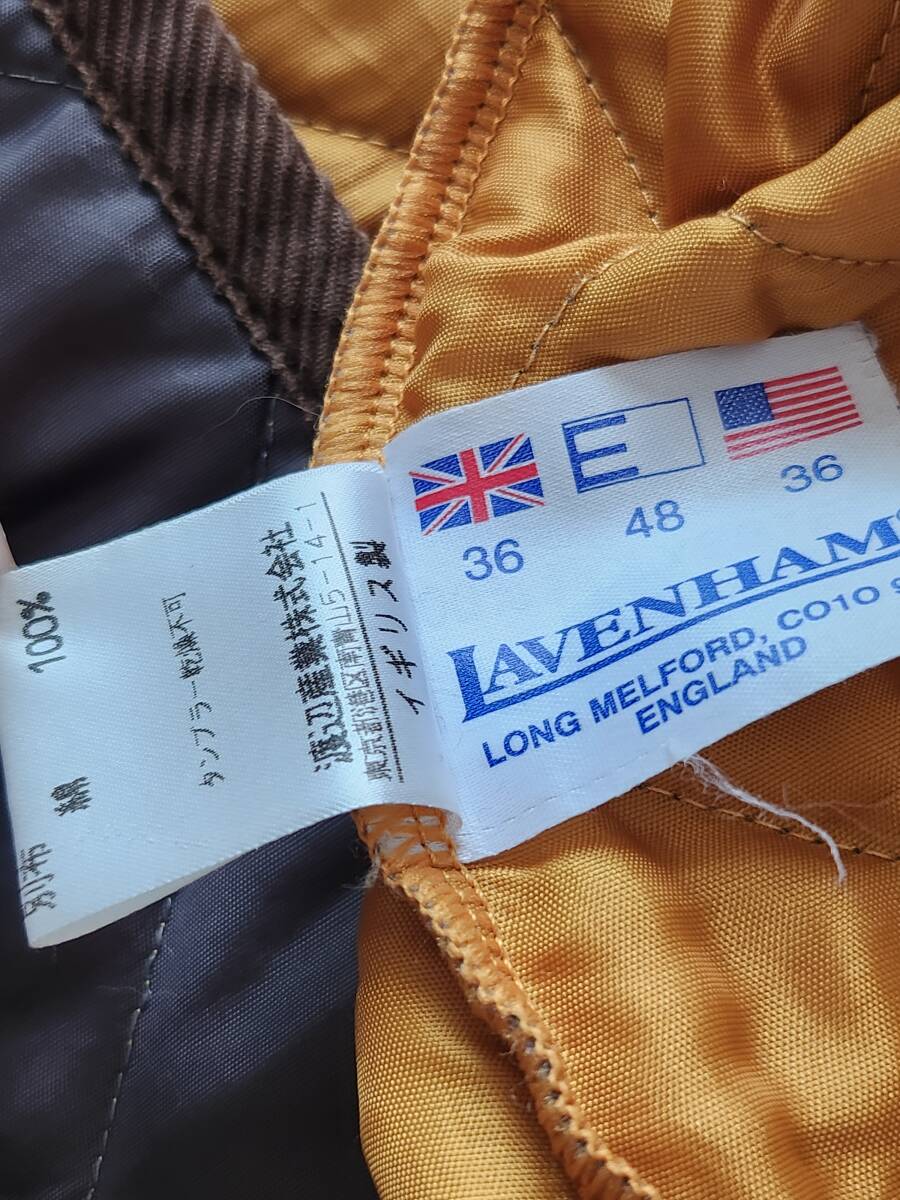 100%
綿
別布
タンブラー乾燥不可
渡辺産業株式会社
東京都港区南青山5-14-1
イギリス製
E
36
48
36
LAVENHAM
LONG MELFORD, CO10 9
ENGLAND